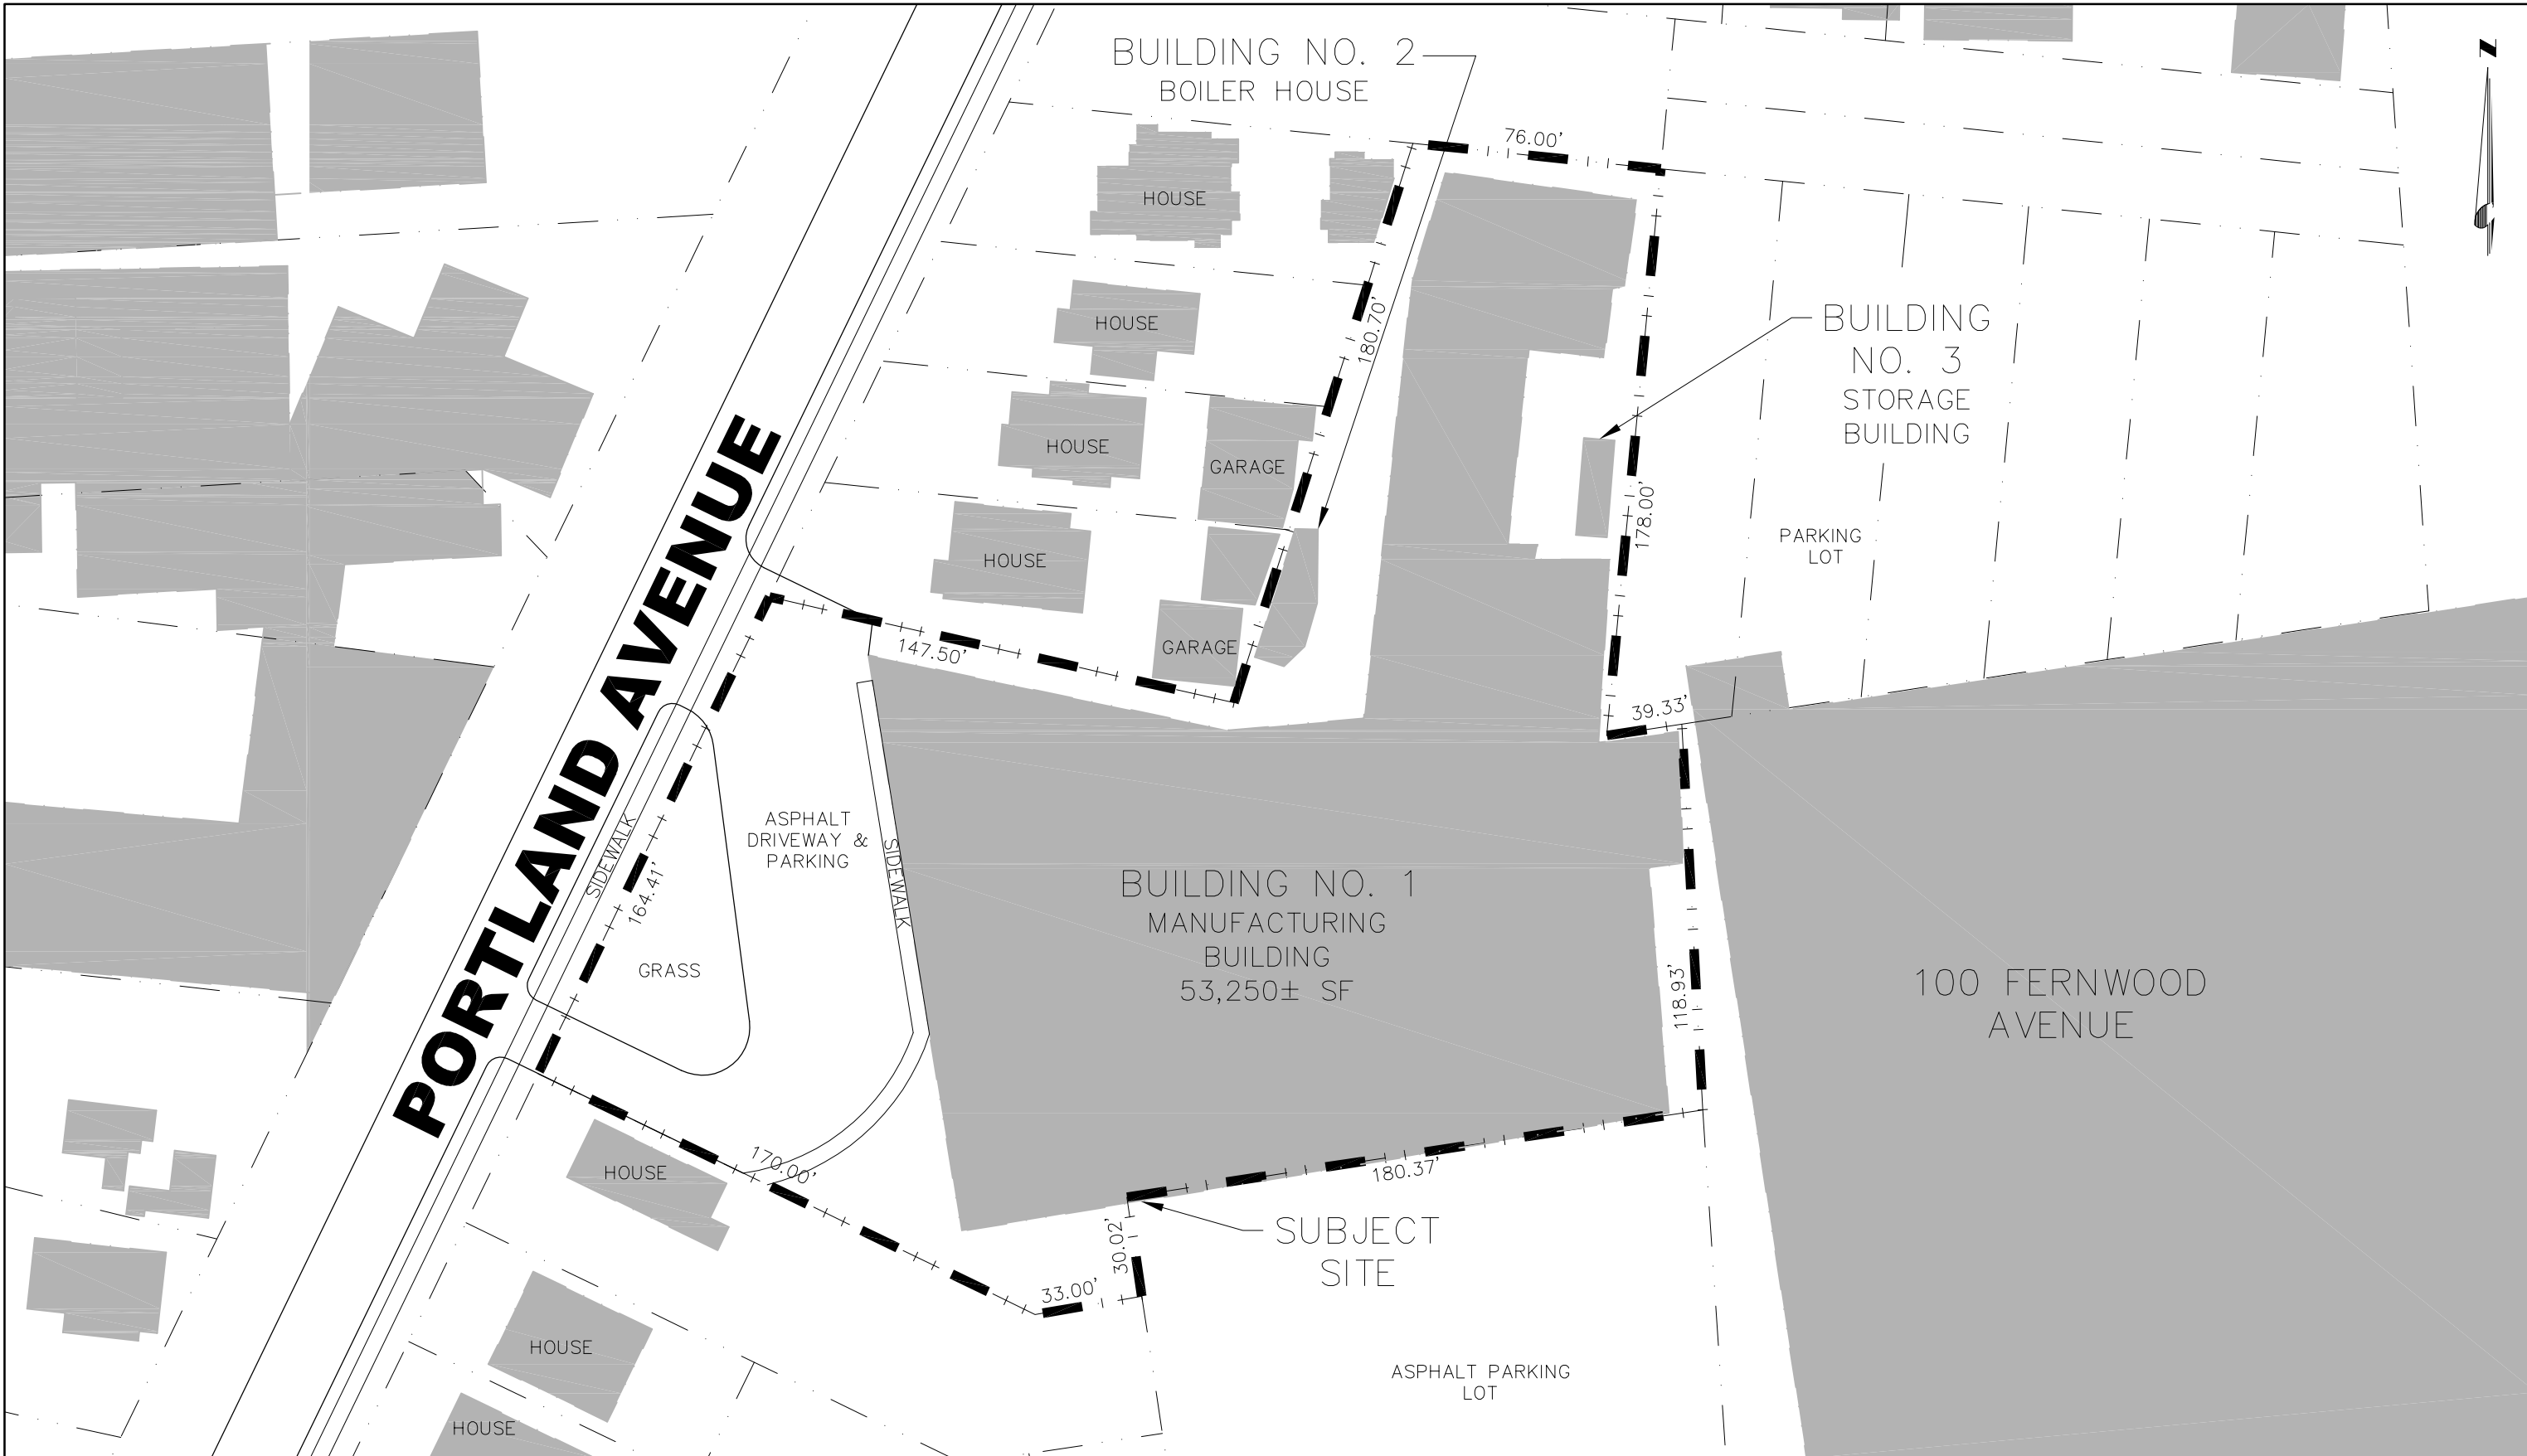 BUILDING NO. 2
BOILER HOUSE
N
76.00'
HOUSE
HOUSE
180.70'
BUILDING
NO. 3
STORAGE
BUILDING
HOUSE
GARAGE
178.00'
PARKING
LOT
HOUSE
GARAGE
147.50'
39.33'
PORTLAND AVENUE
SIDEWALK
164.41'
ASPHALT
DRIVEWAY &
PARKING
SIDEWALK
GRASS
BUILDING NO. 1
MANUFACTURING
BUILDING
53,250± SF
118.93'
100 FERNWOOD
AVENUE
HOUSE
170.00'
180.37'
30.02'
SUBJECT
SITE
33.00'
HOUSE
ASPHALT PARKING
LOT
HOUSE